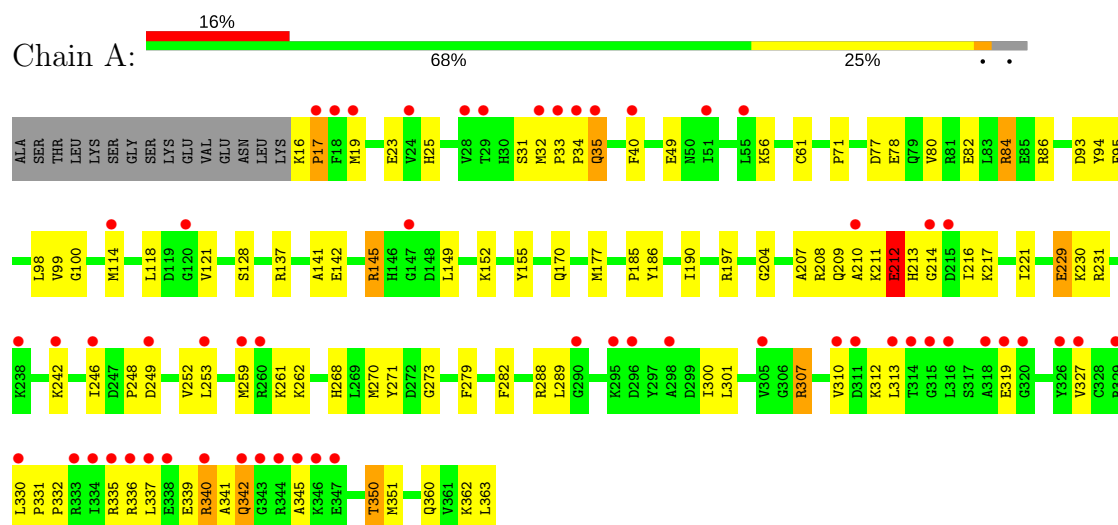 16%
Chain A:
68% 25% • •
ALA SER THR LEU LYS SER GLY SER LYS GLU VAL GLU ASN LEU LYS K16 P17 F18 M19 E23 V24 H25 V28 T29 H30 S31 M32 P33 P34 Q35 F40 E49 N50 I51 L55 K56 C61 P71 D77 E78 Q79 V80 R81 E82 L83 R84 E85 R86 D93 Y94
L98 V99 G100 M114 L118 D119 G120 V121 S128 R137 A141 E142 R145 H146 G147 D148 L149 K152 Y155 Q170 M177 P185 Y186 I190 R197 G204 A207 R208 Q209 A210 K211 E212 H213 G214 D215 I216 K217 I221 E229 K230 R231
K238 K242 I246 D247 P248 D249 V252 L253 M259 R260 K261 K262 H268 L269 M270 Y271 D272 G273 F279 F282 R288 L289 G290 K295 D296 Y297 A298 D299 I300 L301 V305 G306 R307 V310 D311 K312 L313 T314 G315 L316 S317 A318 E319 G320 Y326 V327 C328
L330 P331 P332 R333 I334 R335 R336 L337 E338 E339 R340 A341 Q342 G343 R344 A345 K346 E347 T350 M351 Q360 V361 K362 L363